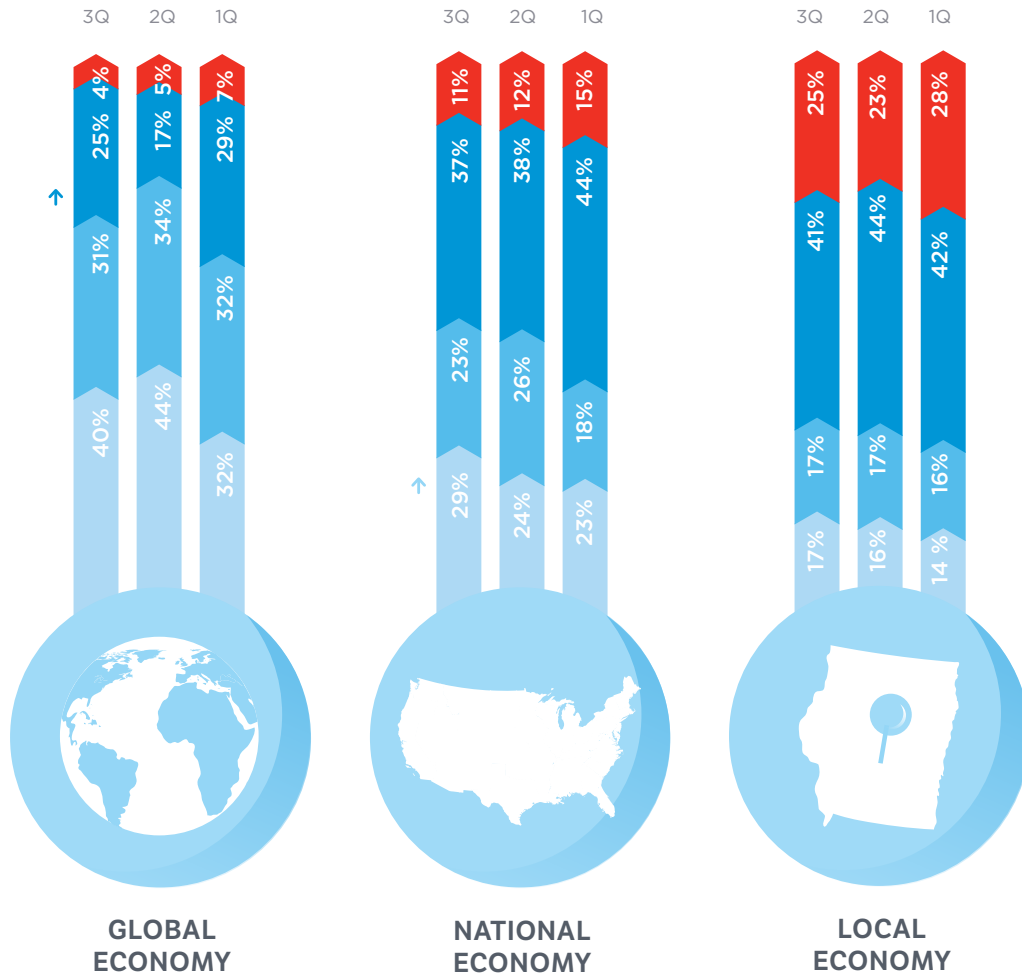 3Q 2Q 1Q
4% 5% 7%
25% 17% 29%
31% 34% 32%
40% 44% 32%
GLOBAL
ECONOMY
3Q 2Q 1Q
11% 12% 15%
37% 38% 44%
23% 26% 18%
29% 24% 23%
NATIONAL
ECONOMY
3Q 2Q 1Q
25% 23% 28%
41% 44% 42%
17% 17% 16%
17% 16% 14 %
LOCAL
ECONOMY